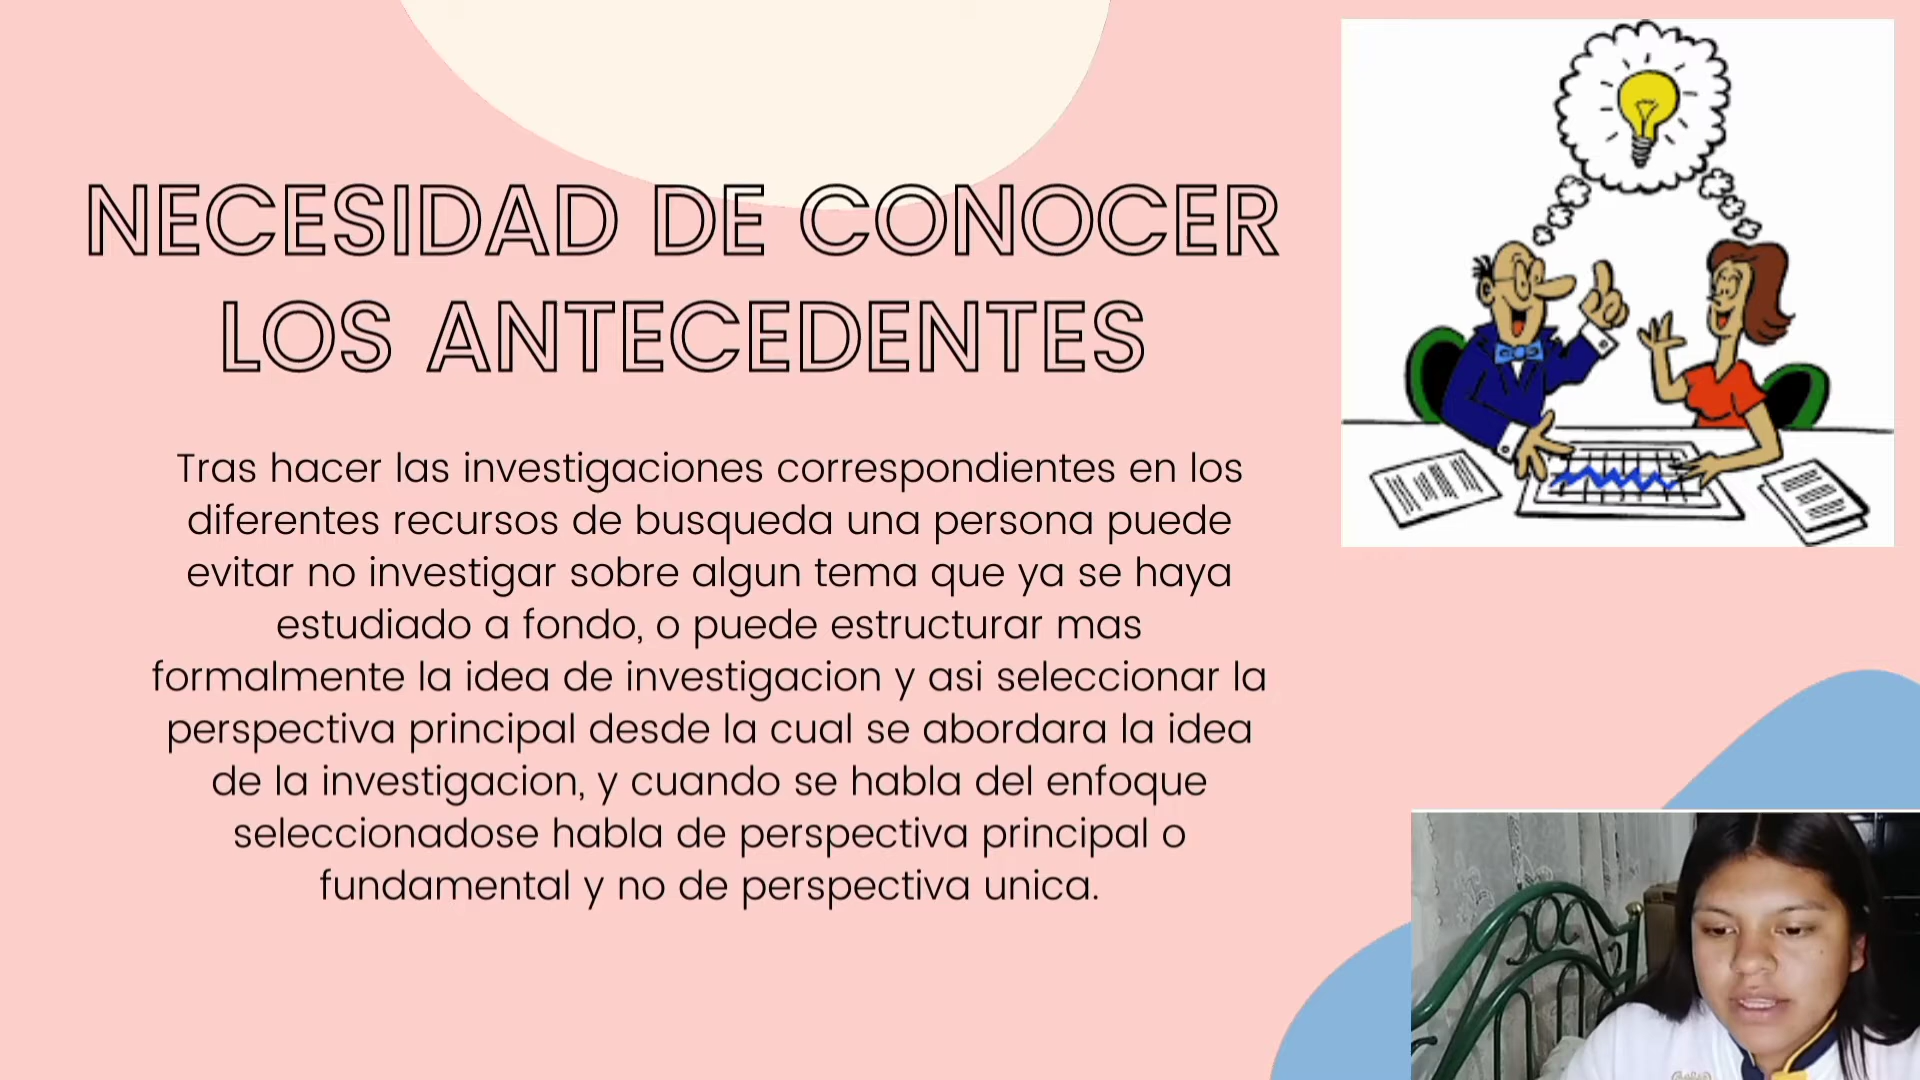 NECESIDAD DE CONOCER
LOS ANTECEDENTES
Tras hacer las investigaciones correspondientes en los
diferentes recursos de busqueda una persona puede
evitar no investigar sobre algun tema que ya se haya
estudiado a fondo, o puede estructurar mas
formalmente la idea de investigacion y asi seleccionar la
perspectiva principal desde la cual se abordara la idea
de la investigacion, y cuando se habla del enfoque
seleccionadose habla de perspectiva principal o
fundamental y no de perspectiva unica.